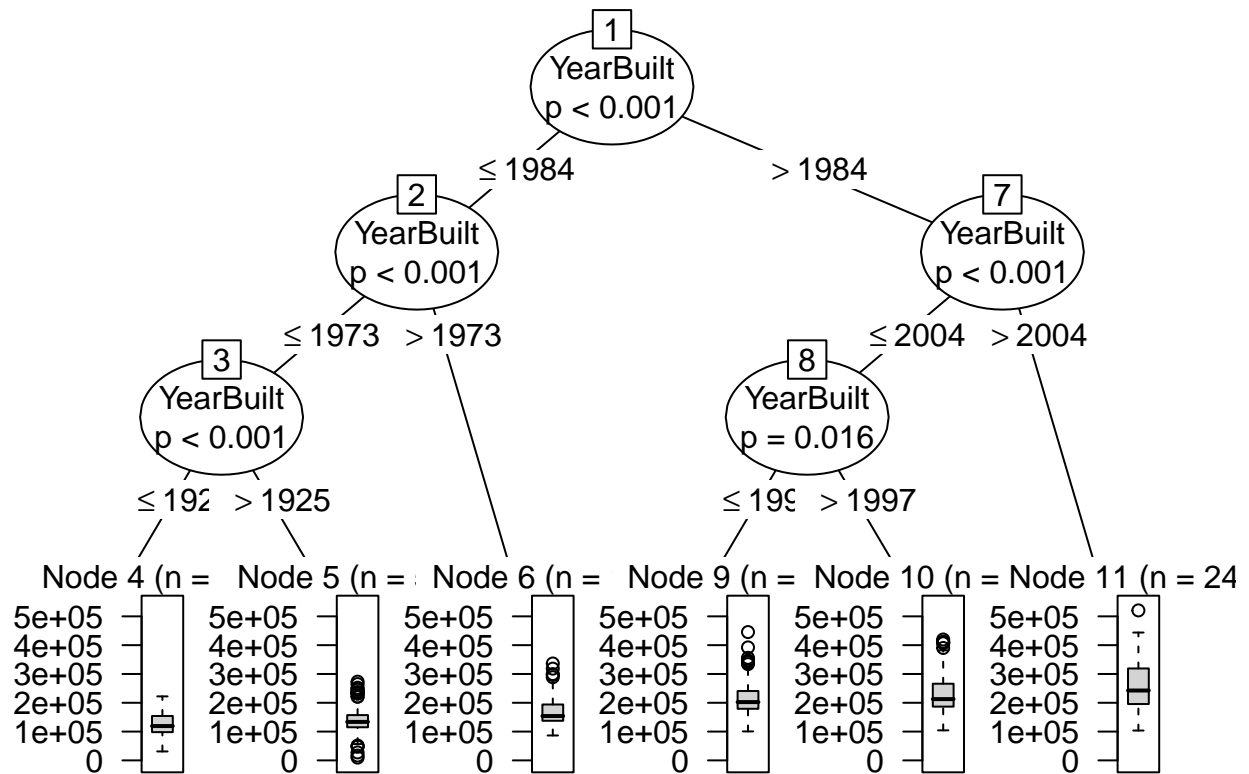 1
YearBuilt
p < 0.001
≤ 1984
> 1984
2
YearBuilt
p < 0.001
7
YearBuilt
p < 0.001
≤ 1973
> 1973
≤ 2004
> 2004
3
YearBuilt
p < 0.001
8
YearBuilt
p = 0.016
≤ 192
> 1925
≤ 199
> 1997
Node 4 (n =
Node 5 (n =
Node 6 (n =
Node 9 (n =
Node 10 (n =
Node 11 (n = 24
5e+05
4e+05
3e+05
2e+05
1e+05
0
5e+05
4e+05
3e+05
2e+05
1e+05
0
5e+05
4e+05
3e+05
2e+05
1e+05
0
5e+05
4e+05
3e+05
2e+05
1e+05
0
5e+05
4e+05
3e+05
2e+05
1e+05
0
5e+05
4e+05
3e+05
2e+05
1e+05
0